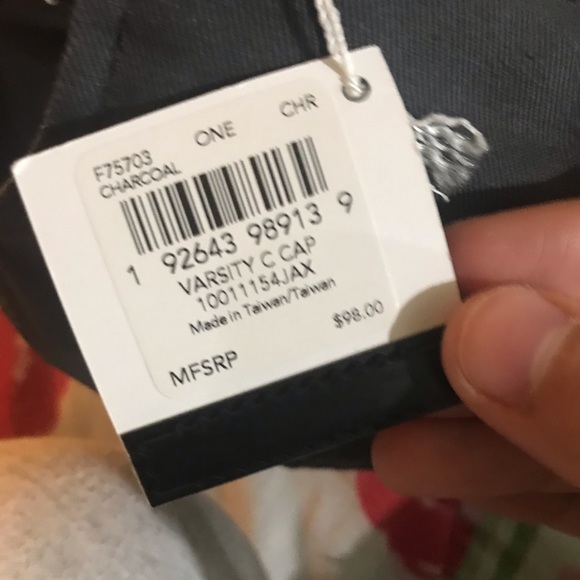 F75703 ONE CHR
CHARCOAL
1 92643 98913 9
VARSITY C CAP
10011154JAX
Made in Taiwan/Taiwan
$98.00
MFSRP